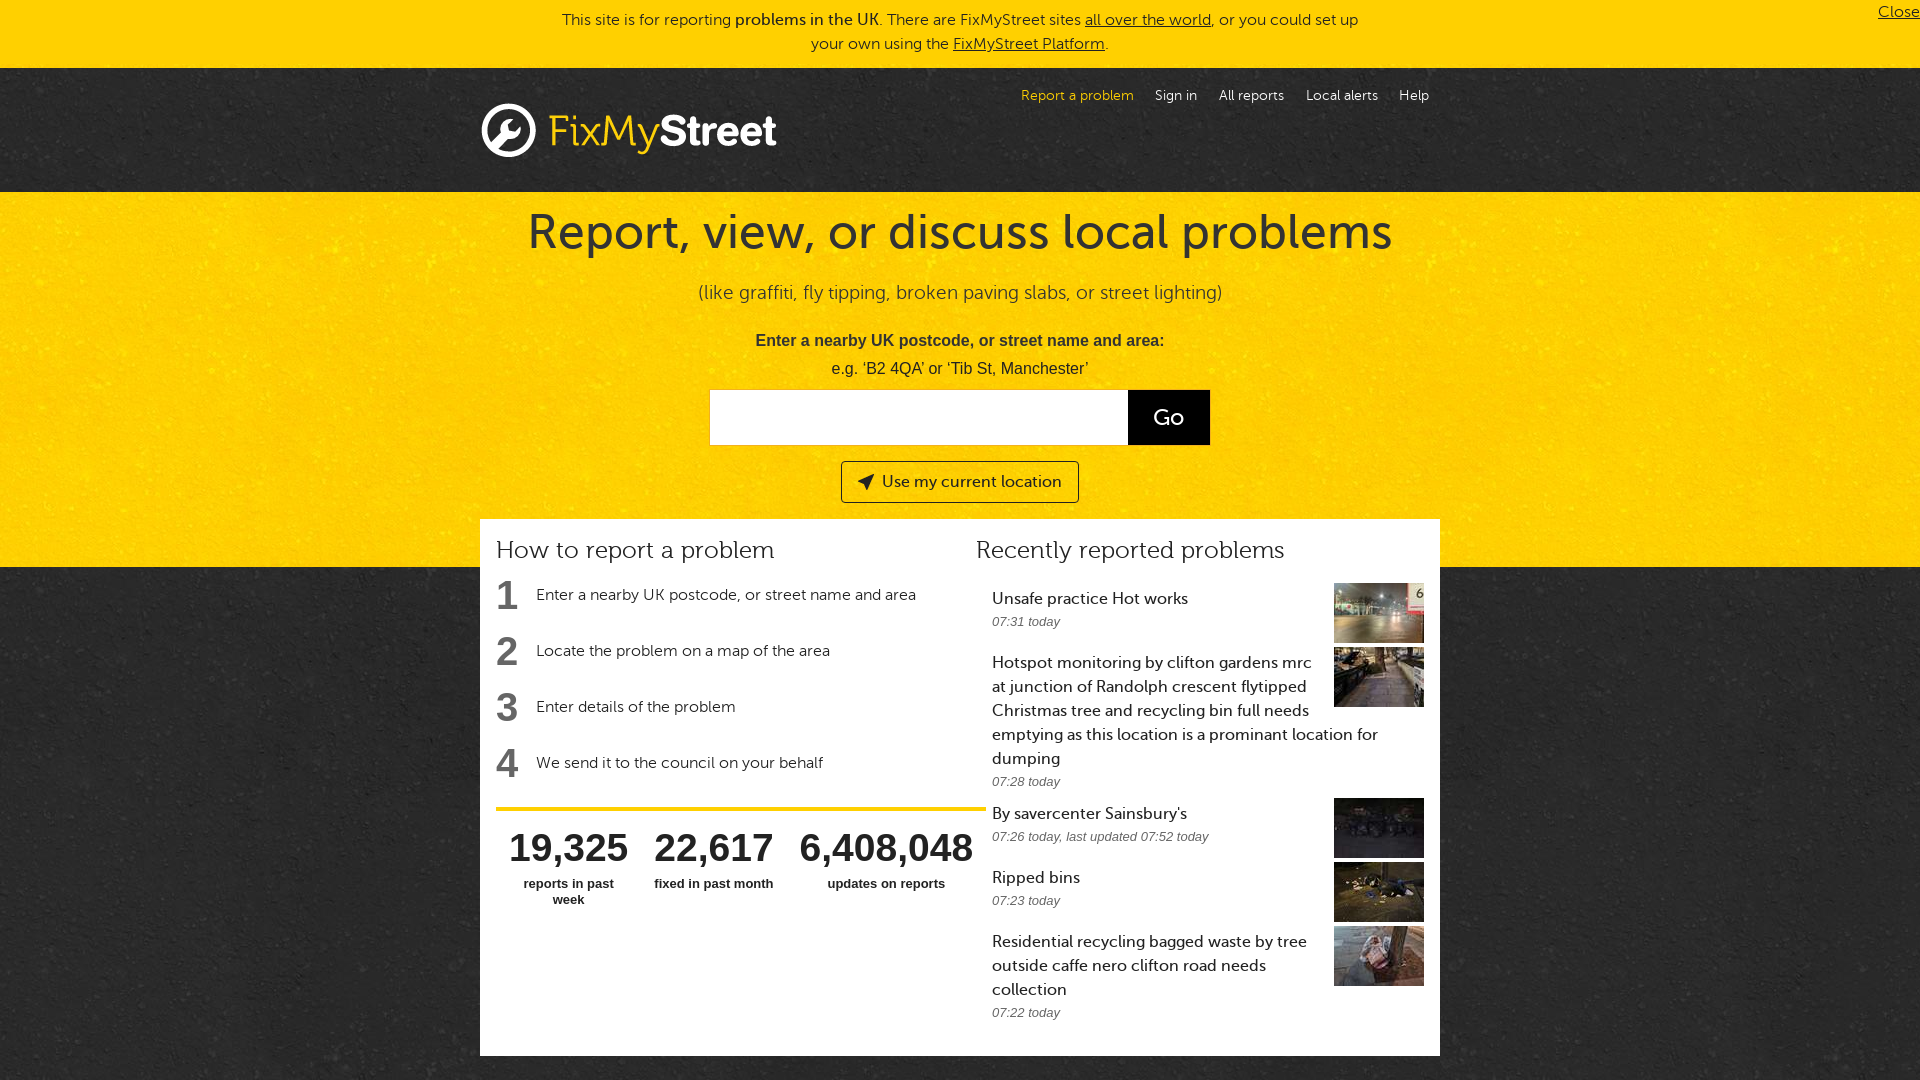 This site is for reporting problems in the UK. There are FixMyStreet sites all over the world, or you could set up
your own using the FixMyStreet Platform.
Close
Report a problem
Sign in
All reports
Local alerts
Help
FixMyStreet
Report, view, or discuss local problems
(like graffiti, fly tipping, broken paving slabs, or street lighting)
Enter a nearby UK postcode, or street name and area:
e.g. ‘B2 4QA’ or ‘Tib St, Manchester’
Go
Use my current location
How to report a problem
1 Enter a nearby UK postcode, or street name and area
2 Locate the problem on a map of the area
3 Enter details of the problem
4 We send it to the council on your behalf
19,325
reports in past
week
22,617
fixed in past month
6,408,048
updates on reports
Recently reported problems
Unsafe practice Hot works
07:31 today
6
Hotspot monitoring by clifton gardens mrc
at junction of Randolph crescent flytipped
Christmas tree and recycling bin full needs
emptying as this location is a prominant location for
dumping
07:28 today
By savercenter Sainsbury's
07:26 today, last updated 07:52 today
Ripped bins
07:23 today
Residential recycling bagged waste by tree
outside caffe nero clifton road needs
collection
07:22 today